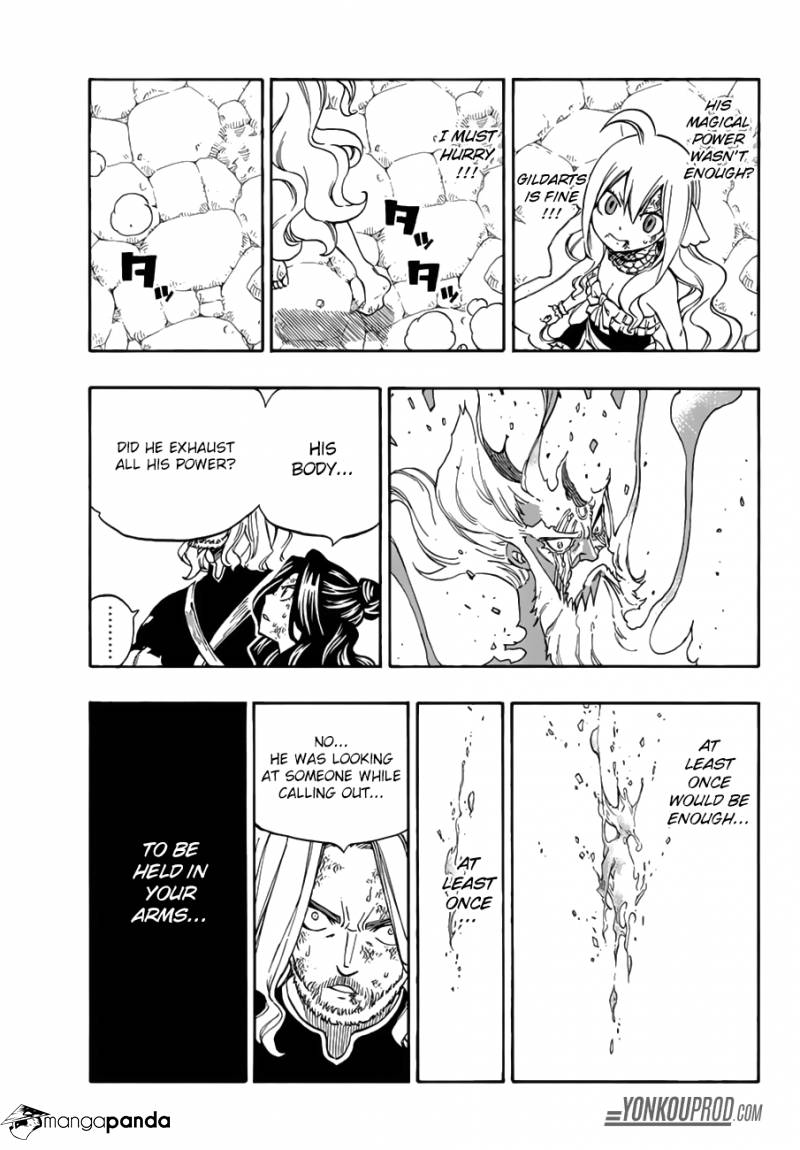 HIS
MAGICAL
POWER
WASN'T
ENOUGH?
GILDARTS
IS FINE
!!!
I MUST
HURRY
!!!
タッ
タッ
HIS
BODY...
DID HE EXHAUST
ALL HIS POWER?
.........
AT
LEAST
ONCE
WOULD BE
ENOUGH...
AT
LEAST
ONCE
...
NO...
HE WAS LOOKING
AT SOMEONE WHILE
CALLING OUT...
TO BE
HELD IN
YOUR
ARMS...
mangapanda
=YONKOUPROD.COM